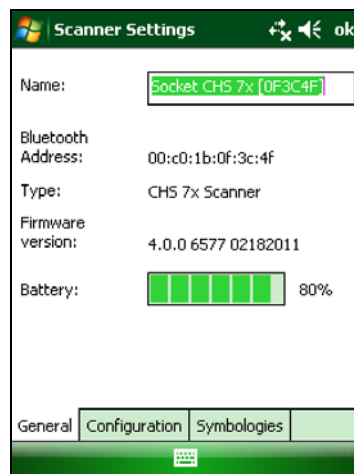 Scanner Settings ok
Name: Socket CHS 7x [0F3C4F]
Bluetooth
Address: 00:c0:1b:0f:3c:4f
Type: CHS 7x Scanner
Firmware
version: 4.0.0 6577 02182011
Battery: 80%
General Configuration Symbologies